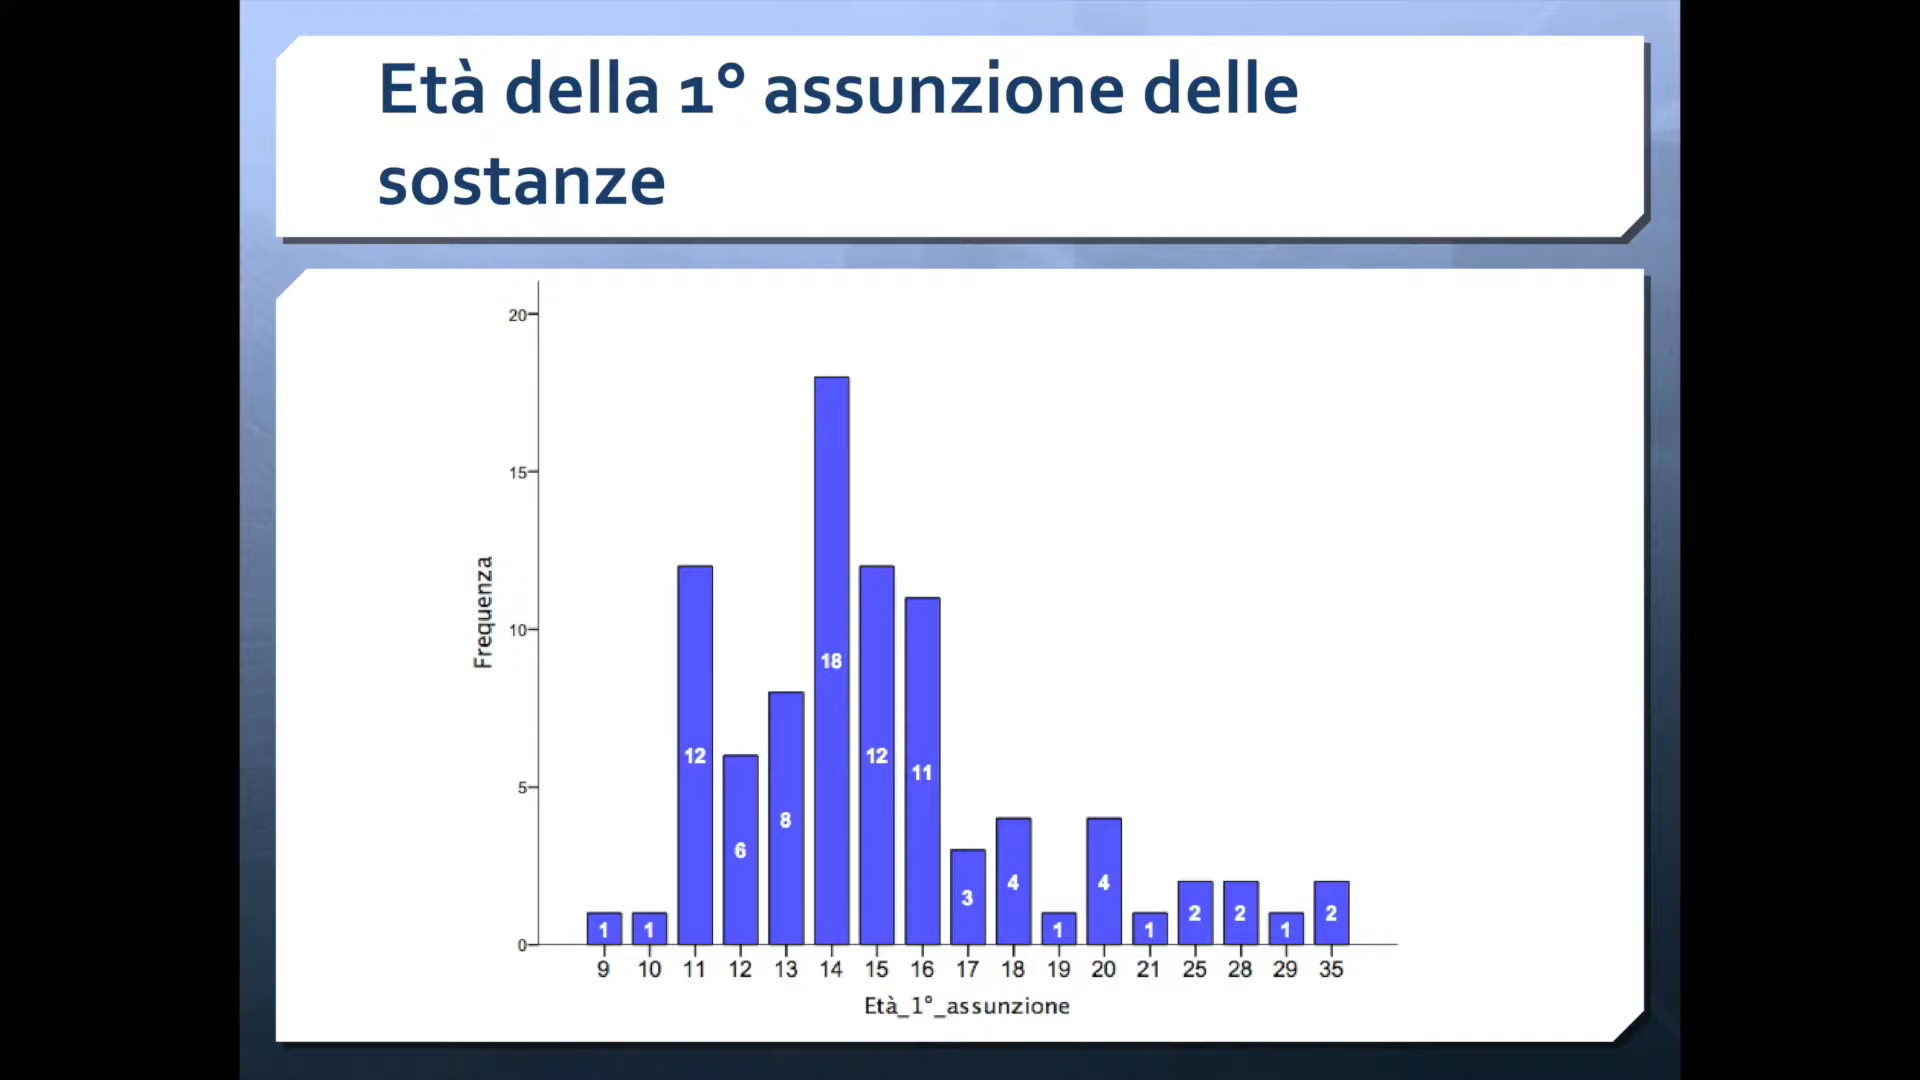 Età della 1° assunzione delle
sostanze
20
15
10
5
0
Frequenza
1 1 12 6 8 18 12 11 3 4 1 4 1 2 2 1 2
9 10 11 12 13 14 15 16 17 18 19 20 21 25 28 29 35
Età_1°_assunzione